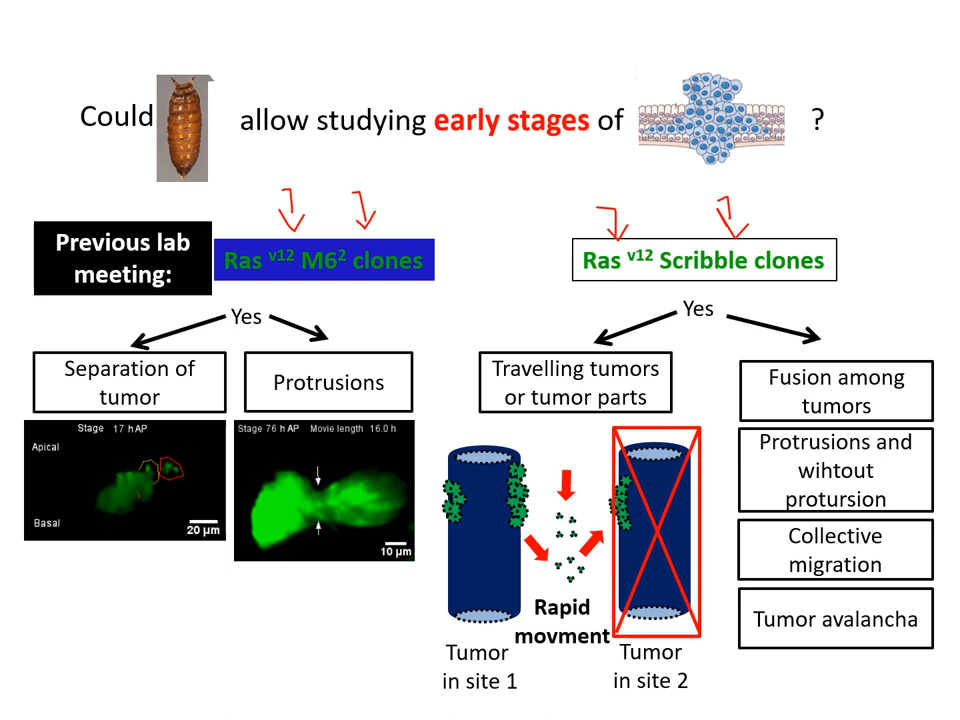 Could allow studying early stages of ?
Previous lab
meeting:
Ras v12 M6² clones
Ras v12 Scribble clones
Yes
Yes
Separation of
tumor
Protrusions
Travelling tumors
or tumor parts
Fusion among
tumors
Stage 17 h AP
Apical
Basal
20 µm
Stage 76 h AP Movie length 16.0 h
10 µm
Protrusions and
wihtout
protursion
Collective
migration
Tumor avalancha
Rapid
movment
Tumor
in site 1
Tumor
in site 2